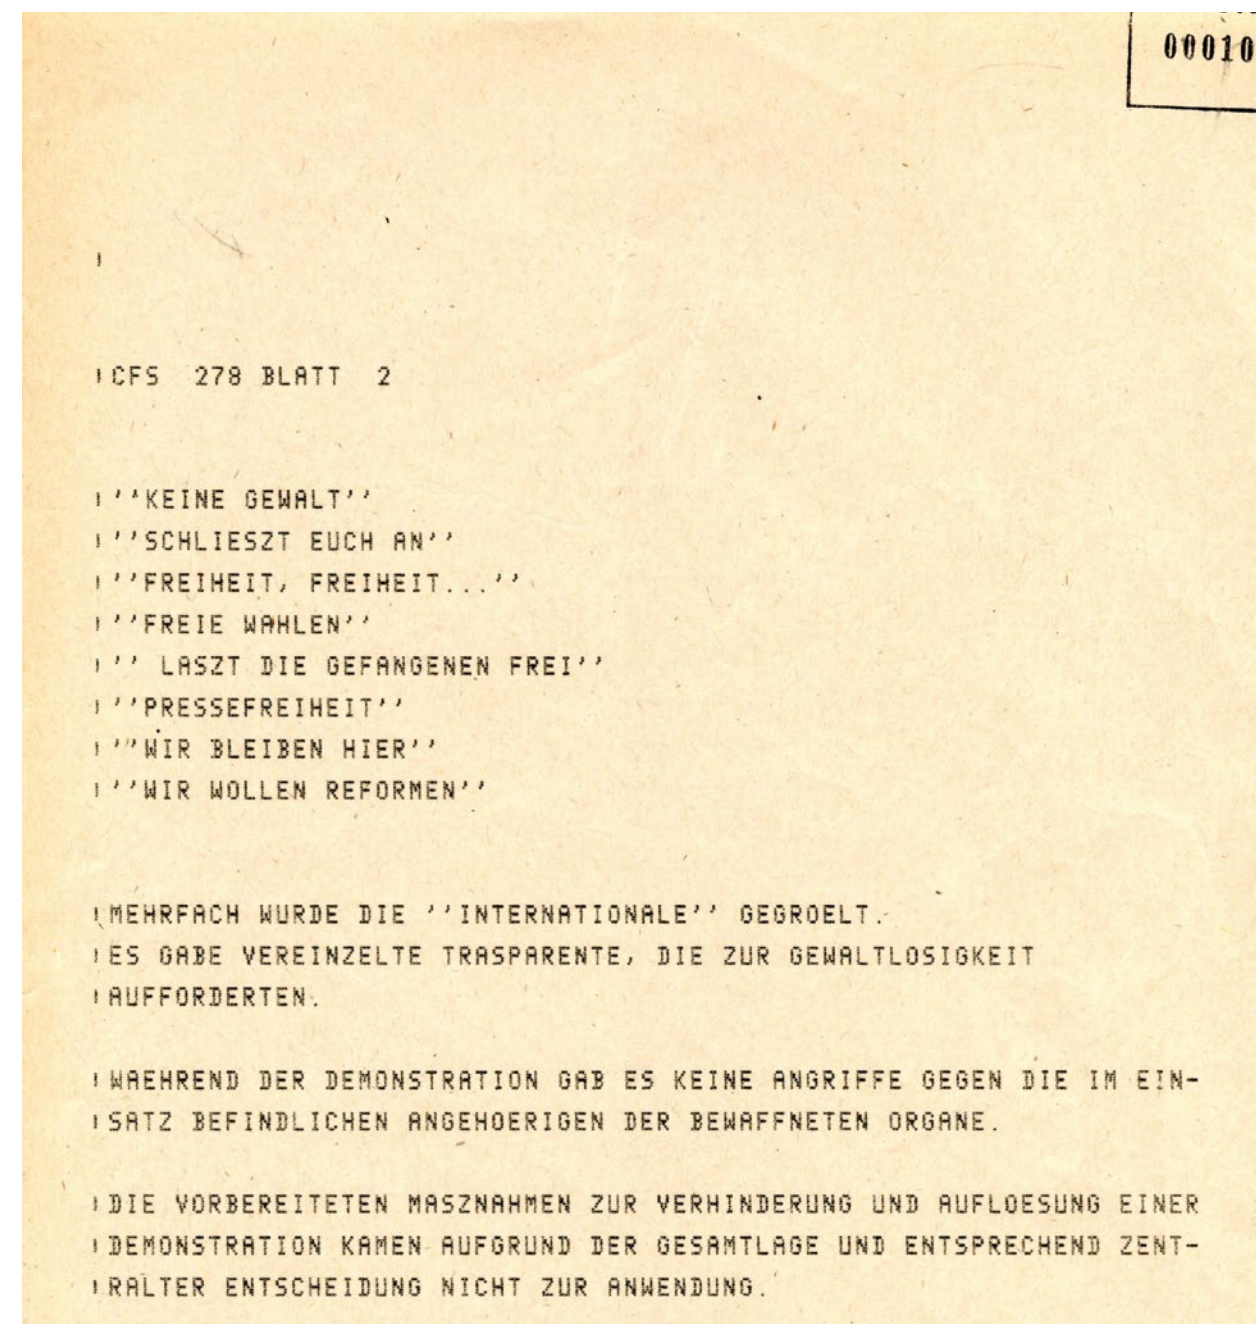 00010
CFS 278 BLATT 2
''KEINE GEWALT''
''SCHLIESZT EUCH AN''
''FREIHEIT, FREIHEIT...''
''FREIE WAHLEN''
'' LASZT DIE GEFANGENEN FREI''
''PRESSEFREIHEIT''
''WIR BLEIBEN HIER''
''WIR WOLLEN REFORMEN''
MEHRFACH WURDE DIE ''INTERNATIONALE'' GEGROELT.
ES GABE VEREINZELTE TRASPARENTE, DIE ZUR GEWALTLOSIGKEIT
AUFFORDERTEN.
WAEHREND DER DEMONSTRATION GAB ES KEINE ANGRIFFE GEGEN DIE IM EIN-
SATZ BEFINDLICHEN ANGEHOERIGEN DER BEWAFFNETEN ORGANE.
DIE VORBEREITETEN MASZNAHMEN ZUR VERHINDERUNG UND AUFLOESUNG EINER
DEMONSTRATION KAMEN AUFGRUND DER GESAMTLAGE UND ENTSPRECHEND ZENT-
RALTER ENTSCHEIDUNG NICHT ZUR ANWENDUNG.